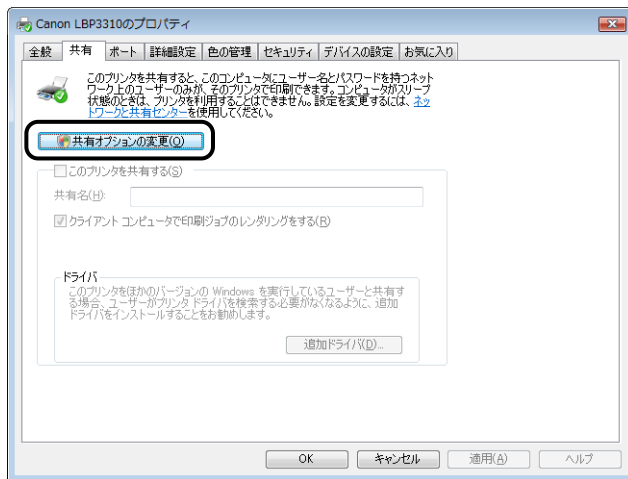 Canon LBP3310のプロパティ
全般 共有 ポート 詳細設定 色の管理 セキュリティ デバイスの設定 お気に入り
このプリンタを共有すると、このコンピュータにユーザー名とパスワードを持つネット
ワーク上のユーザーのみが、そのプリンタで印刷できます。コンピュータがスリープ
状態のときは、プリンタを利用することはできません。設定を変更するには、ネッ
トワークと共有センターを使用してください。
共有オプションの変更(O)
このプリンタを共有する(S)
共有名(H):
クライアント コンピュータで印刷ジョブのレンダリングをする(R)
ドライバ
このプリンタをほかのバージョンの Windows を実行しているユーザーと共有す
る場合、ユーザーがプリンタ ドライバを検索する必要がなくなるように、追加
ドライバをインストールすることをお勧めします。
追加ドライバ(D)...
OK キャンセル 適用(A) ヘルプ